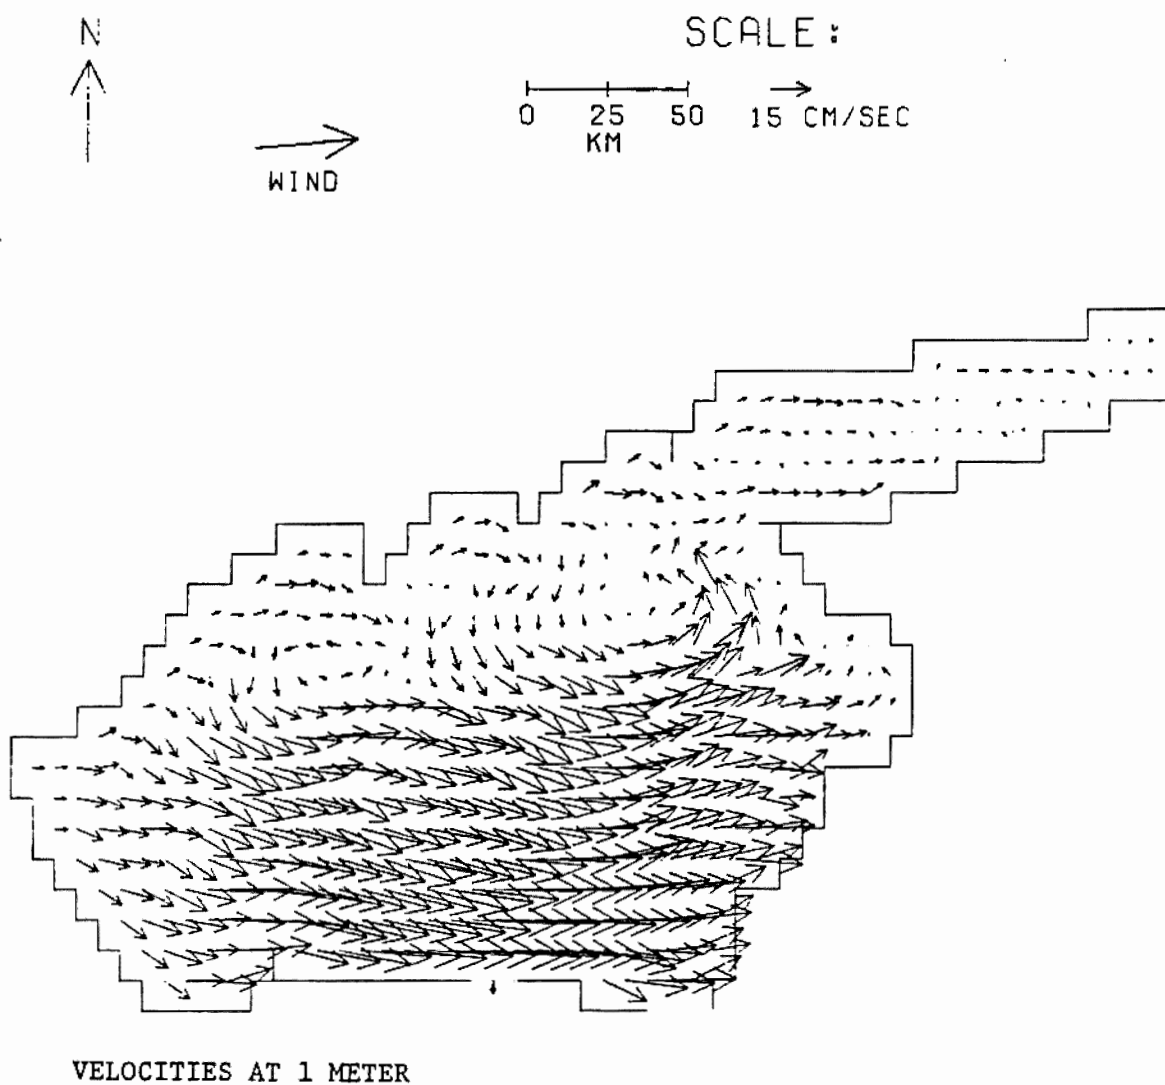 N
SCALE:
0 25 50
KM
15 CM/SEC
WIND
VELOCITIES AT 1 METER